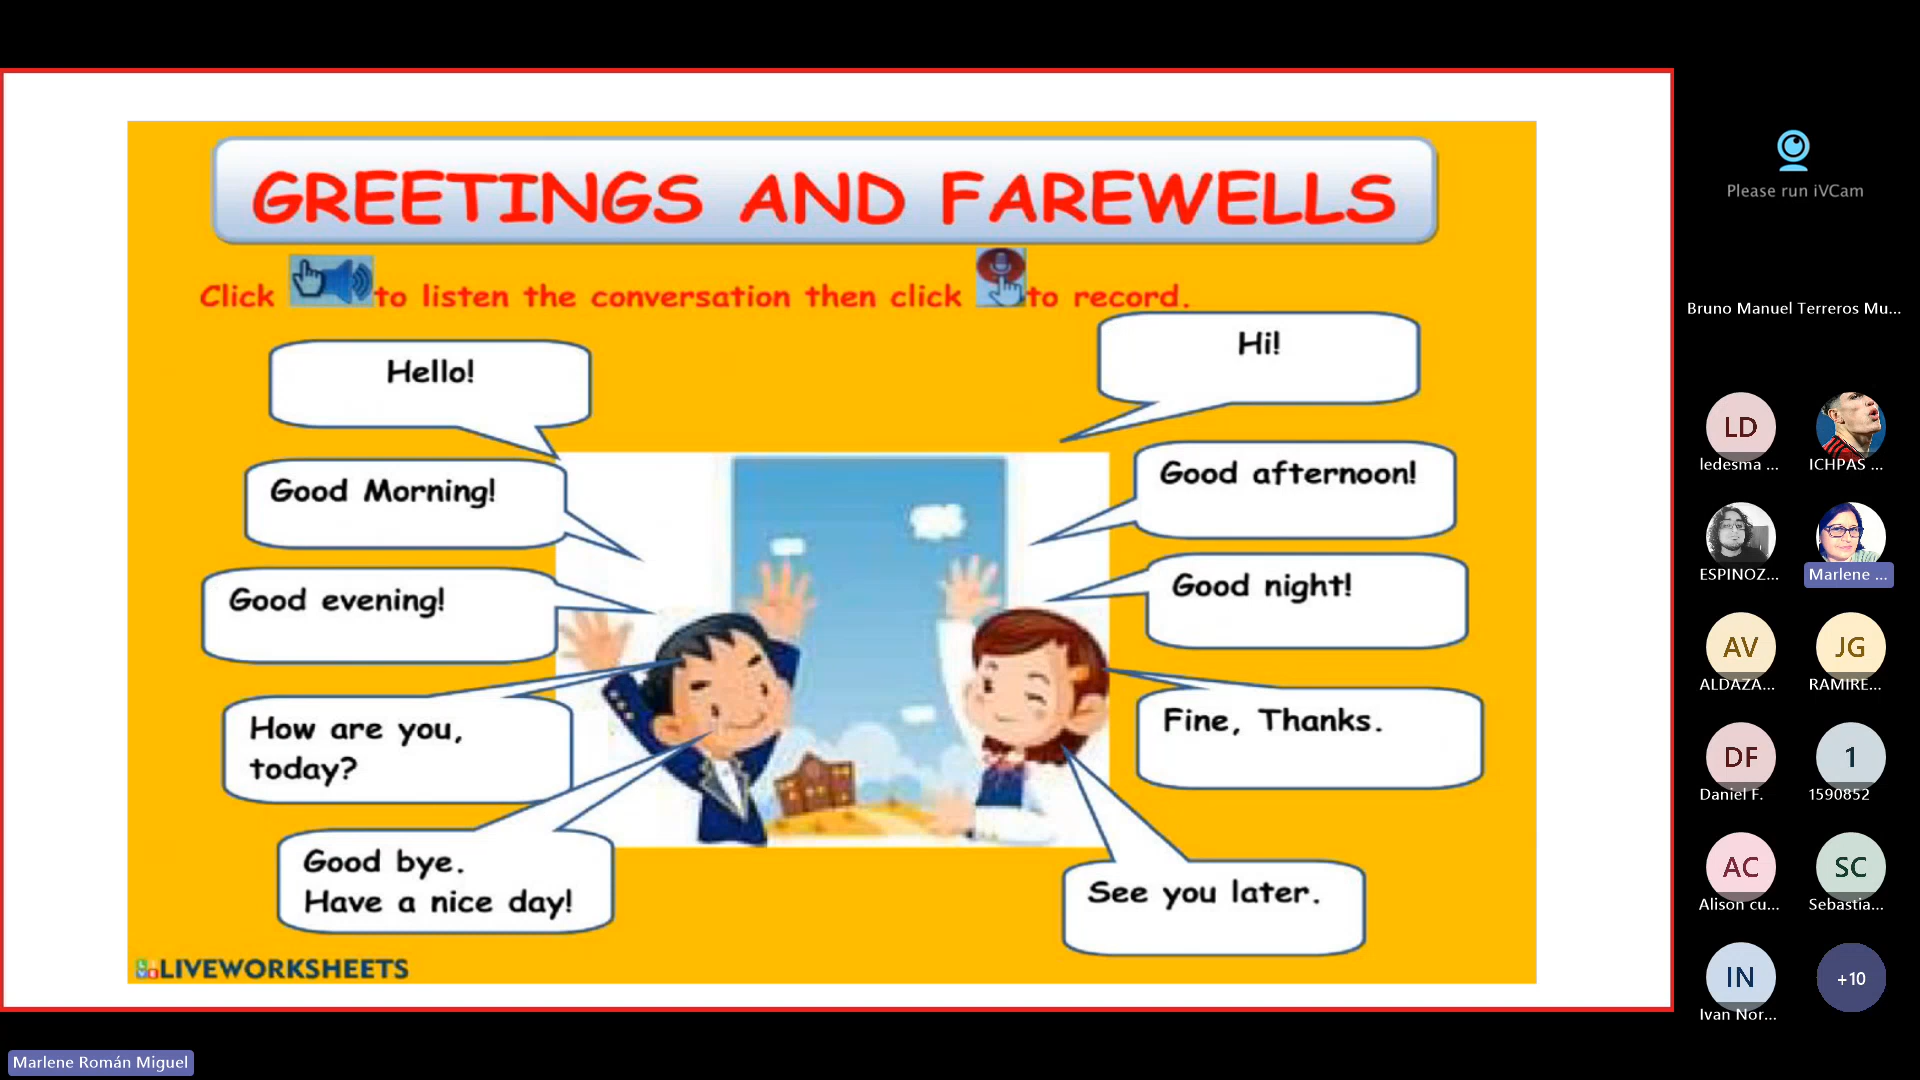 GREETINGS AND FAREWELLS
Click to listen the conversation then click to record.
Hello!
Hi!
Good Morning!
Good afternoon!
Good evening!
Good night!
How are you,
today?
Fine, Thanks.
Good bye.
Have a nice day!
See you later.
LIVEWORKSHEETS
Please run iVCam
Bruno Manuel Terreros Mu...
LD
ledesma ...
ICHPAS ...
ESPINOZ...
Marlene ...
AV
ALDAZA...
JG
RAMIRE...
DF
Daniel F.
1
1590852
AC
Alison cu...
SC
Sebastia...
IN
Ivan Nor...
+10
Marlene Román Miguel